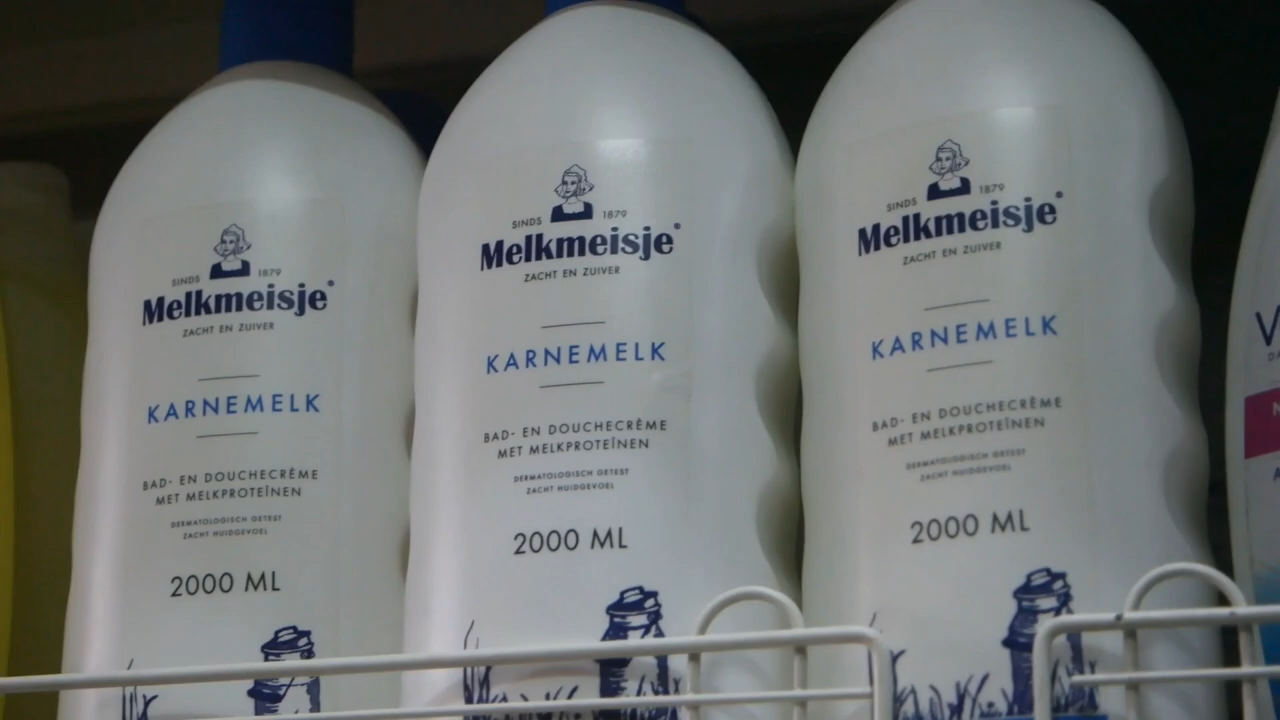 SINDS 1879
Melkmeisje®
ZACHT EN ZUIVER
KARNEMELK
BAD- EN DOUCHECRÈME
MET MELKPROTEÏNEN
DERMATOLOGISCH GETEST
ZACHT HUIDGEVOEL
2000 ML
SINDS 1879
Melkmeisje®
ZACHT EN ZUIVER
KARNEMELK
BAD- EN DOUCHECRÈME
MET MELKPROTEÏNEN
DERMATOLOGISCH GETEST
ZACHT HUIDGEVOEL
2000 ML
SINDS 1879
Melkmeisje®
ZACHT EN ZUIVER
KARNEMELK
BAD- EN DOUCHECRÈME
MET MELKPROTEÏNEN
DERMATOLOGISCH GETEST
ZACHT HUIDGEVOEL
2000 ML